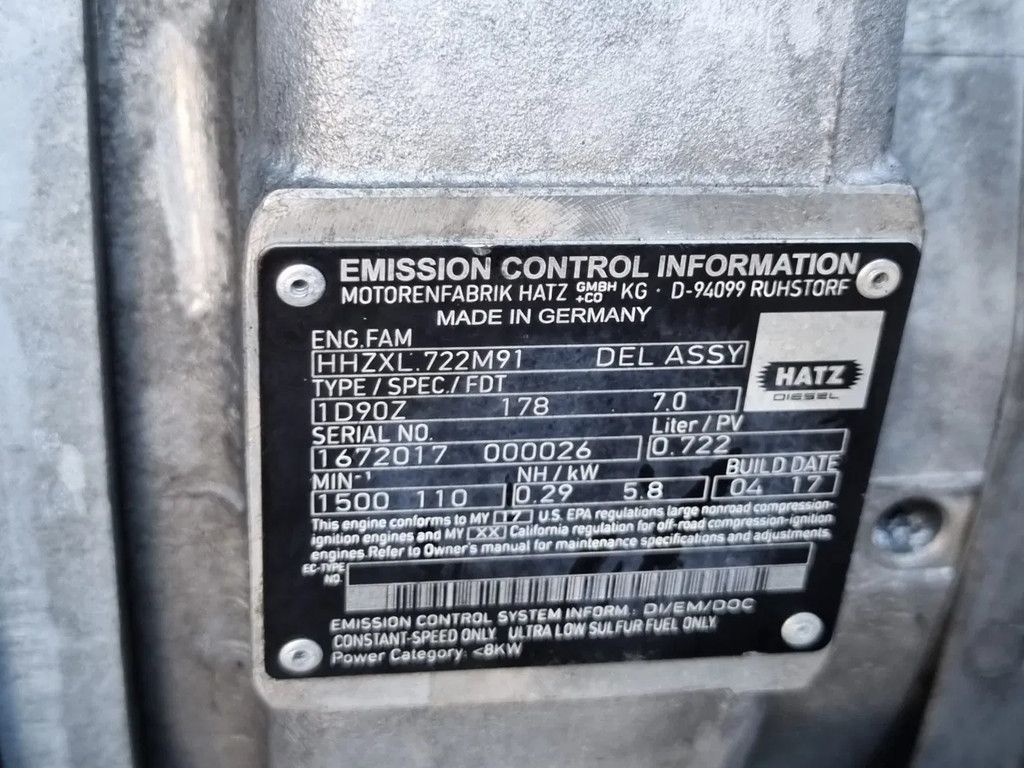 EMISSION CONTROL INFORMATION
MOTORENFABRIK HATZ GMBH +CO KG · D-94099 RUHSTORF
MADE IN GERMANY
ENG.FAM
HHZXL.722M91 DEL ASSY
TYPE / SPEC. / FDT
1D90Z 178 7.0
HATZ
DIESEL
SERIAL NO. Liter / PV
1672017 000026 0.722
MIN-1 NH / kW BUILD DATE
1500 110 0.29 5.8 04 17
This engine conforms to MY 17 U.S. EPA regulations large nonroad compression-
ignition engines and MY XX California regulation for off-road compression-ignition
engines. Refer to Owner's manual for maintenance specifications and adjustments.
EC-TYPE
NO.
EMISSION CONTROL SYSTEM INFORM.: DI/EM/DOC
CONSTANT-SPEED ONLY ULTRA LOW SULFUR FUEL ONLY
Power Category: <8KW